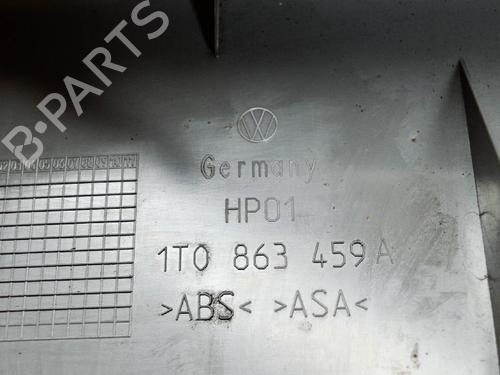 B-PARTS
Germany
HP01
1T0 863 459 A
>ABS< >ASA<